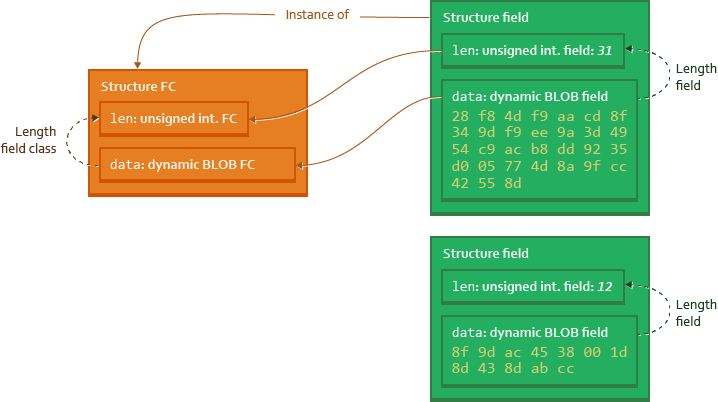 Instance of
Structure FC
len: unsigned int. FC
data: dynamic BLOB FC
Length
field class
Structure field
len: unsigned int. field: 31
data: dynamic BLOB field
28 f8 4d f9 aa cd 8f
34 9d f9 ee 9a 3d 49
54 c9 ac b8 dd 92 35
d0 05 77 4d 8a 9f cc
42 55 8d
Length
field
Structure field
len: unsigned int. field: 12
data: dynamic BLOB field
8f 9d ac 45 38 00 1d
8d 43 8d ab cc
Length
field